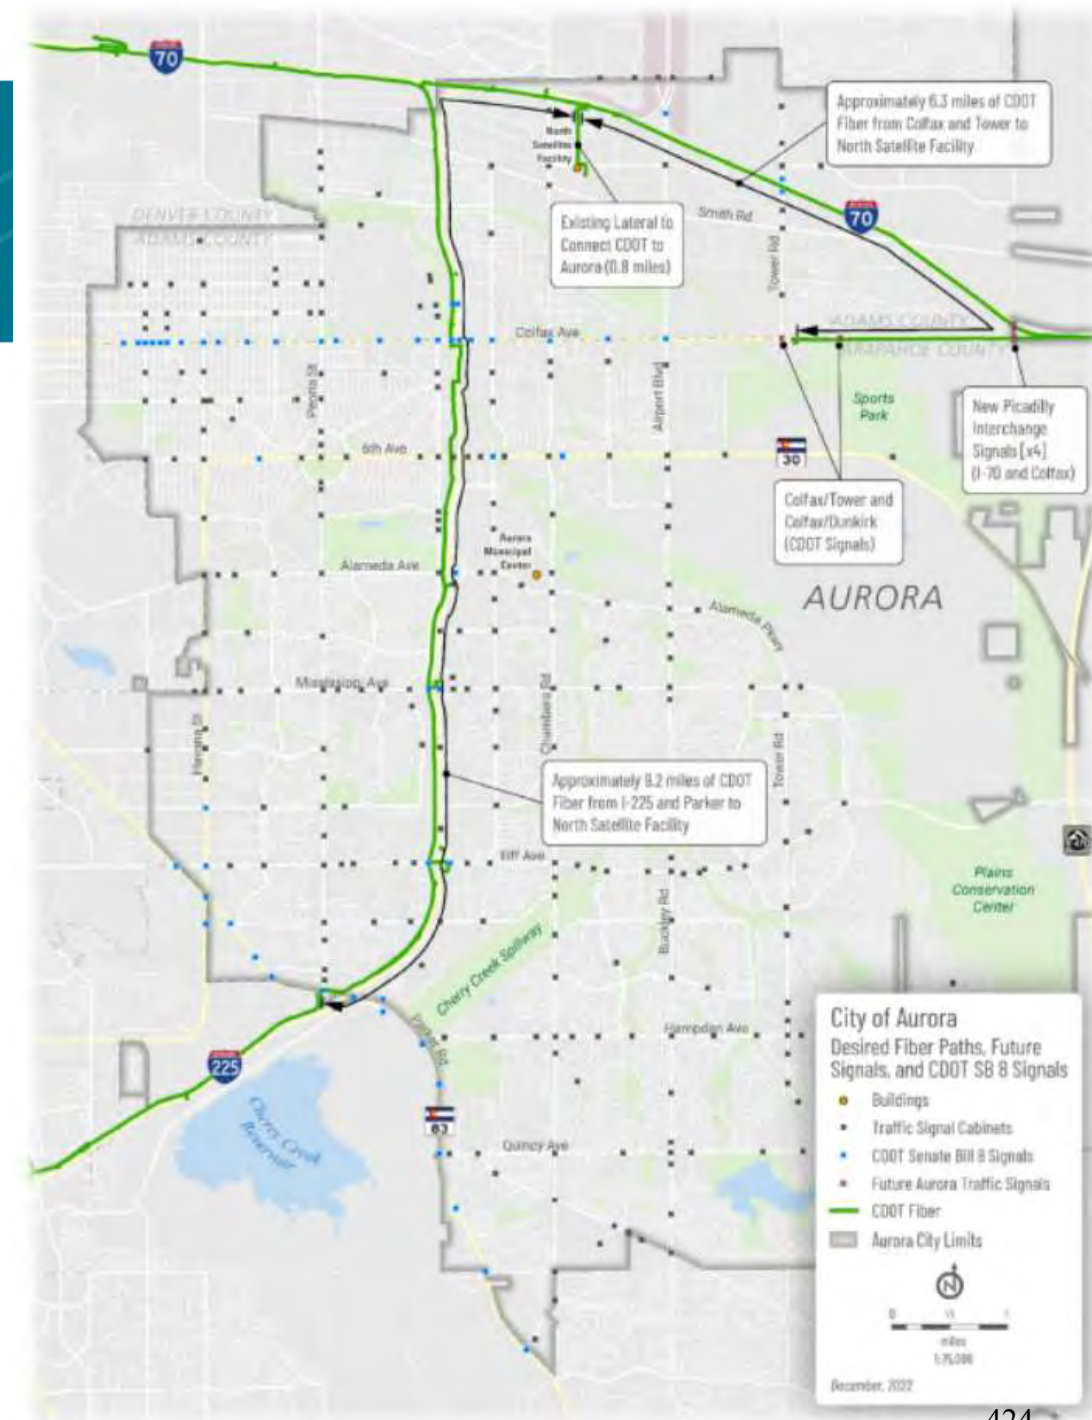 70
Approximately 6.3 miles of CDOT
Fiber from Colfax and Tower to
North Satellite Facility
North
Satellite
Facility
70
Smith Rd
DENVER COUNTY
ADAMS COUNTY
Existing Lateral to
Connect CDOT to
Aurora (0.8 miles)
Tower Rd
Colfax Ave
ADAMS COUNTY
ARAPAHOE COUNTY
Peoria St
Airport Blvd
Sports
Park
New Picadilly
Interchange
Signals [x4]
(I-70 and Colfax)
6th Ave
30
Colfax/Tower and
Colfax/Dunkirk
(CDOT Signals)
Aurora
Municipal
Center
Alameda Ave
AURORA
Alameda Pkwy
Mississippi Ave
Havana St
Chambers Rd
Tower Rd
Approximately 9.2 miles of CDOT
Fiber from I-225 and Parker to
North Satellite Facility
Iliff Ave
Plains
Conservation
Center
Buckley Rd
Cherry Creek Spillway
Parker Rd
Hampden Ave
225
Cherry Creek
Reservoir
83
Quincy Ave
City of Aurora
Desired Fiber Paths, Future
Signals, and CDOT SB 8 Signals
Buildings
Traffic Signal Cabinets
CDOT Senate Bill 8 Signals
Future Aurora Traffic Signals
CDOT Fiber
Aurora City Limits
N
0 ½ 1
miles
1:75,000
December, 2022
424